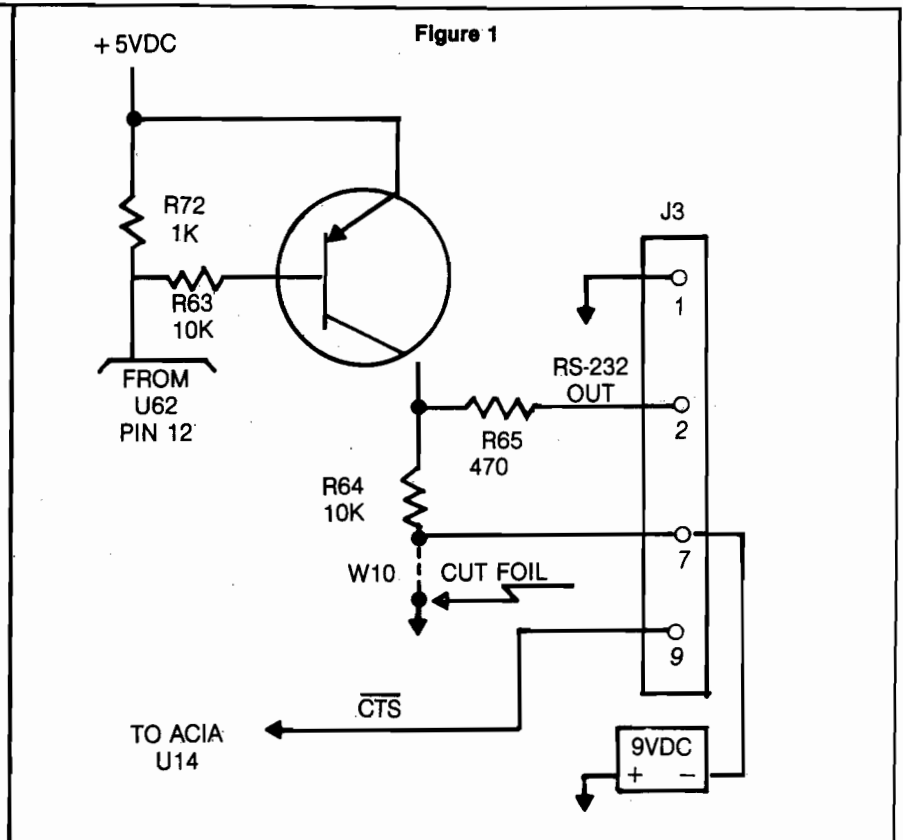 Figure 1
+ 5VDC
R72
1K
J3
R63
10K
1
FROM
U62
PIN 12
RS-232
OUT
2
R65
470
R64
10K
7
W10
CUT FOIL
9
CTS
TO ACIA
U14
9VDC
+ −